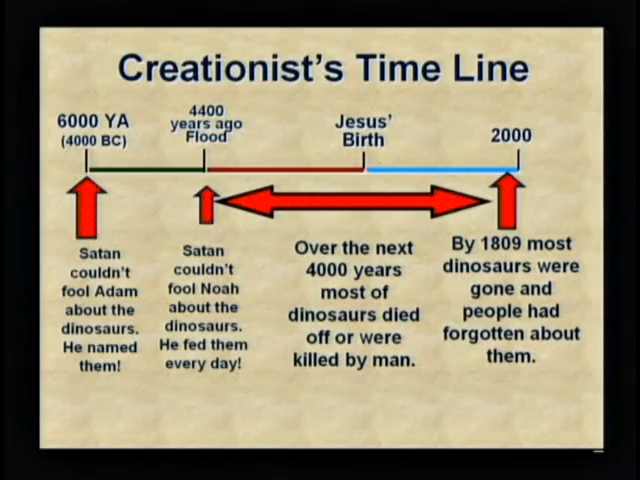 Creationist's Time Line
6000 YA
(4000 BC)
4400
years ago
Flood
Jesus'
Birth
2000
Satan
couldn't
fool Adam
about the
dinosaurs.
He named
them!
Satan
couldn't
fool Noah
about the
dinosaurs.
He fed them
every day!
Over the next
4000 years
most of
dinosaurs died
off or were
killed by man.
By 1809 most
dinosaurs were
gone and
people had
forgotten about
them.